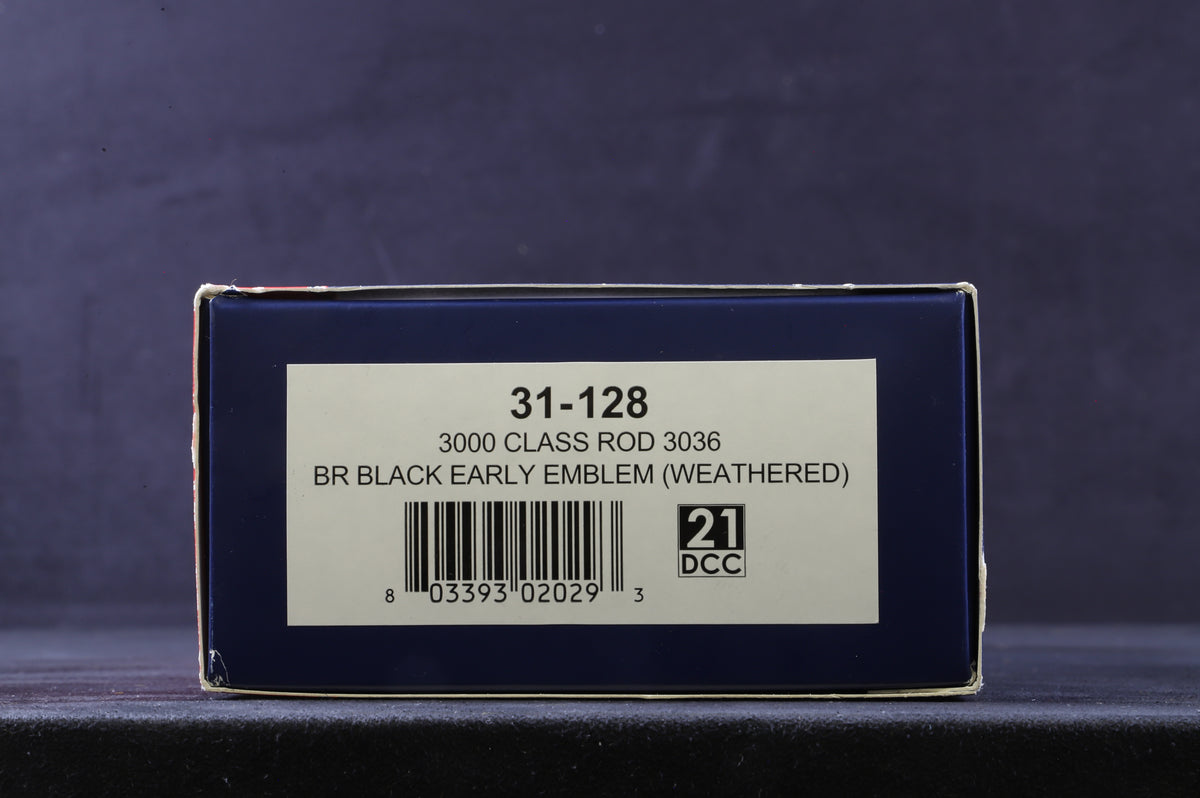 31-128
3000 CLASS ROD 3036
BR BLACK EARLY EMBLEM (WEATHERED)
21
DCC
8 03393 02029 3